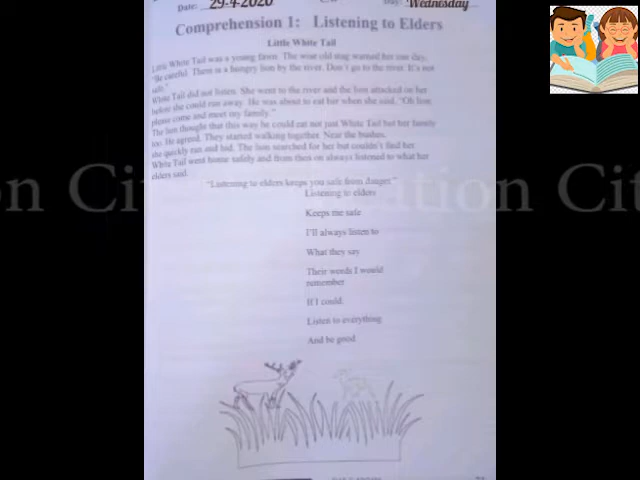 Date: 29-4-2020 Day: Wednesday
Comprehension 1: Listening to Elders
Little White Tail
Little White Tail was a young fawn. The wise old stag warned her one day,
"Be careful. There is a hungry lion by the river. Don't go to the river. It's not
safe."
White Tail did not listen. She went to the river and the lion attacked on her
before she could run away. He was about to eat her when she said, "Oh lion
please come and meet my family."
The lion thought that this way he could eat not just White Tail but her family
too. He agreed. They started walking together. Near the bushes
she quickly ran and hid. The lion searched for her but couldn't find her
White Tail went home safely and from then on always listened to what her
elders said.
"Listening to elders keeps you safe from danger"
Listening to elders
Keeps me safe
I'll always listen to
What they say
Their words I would
remember
If I could.
Listen to everything
And be good